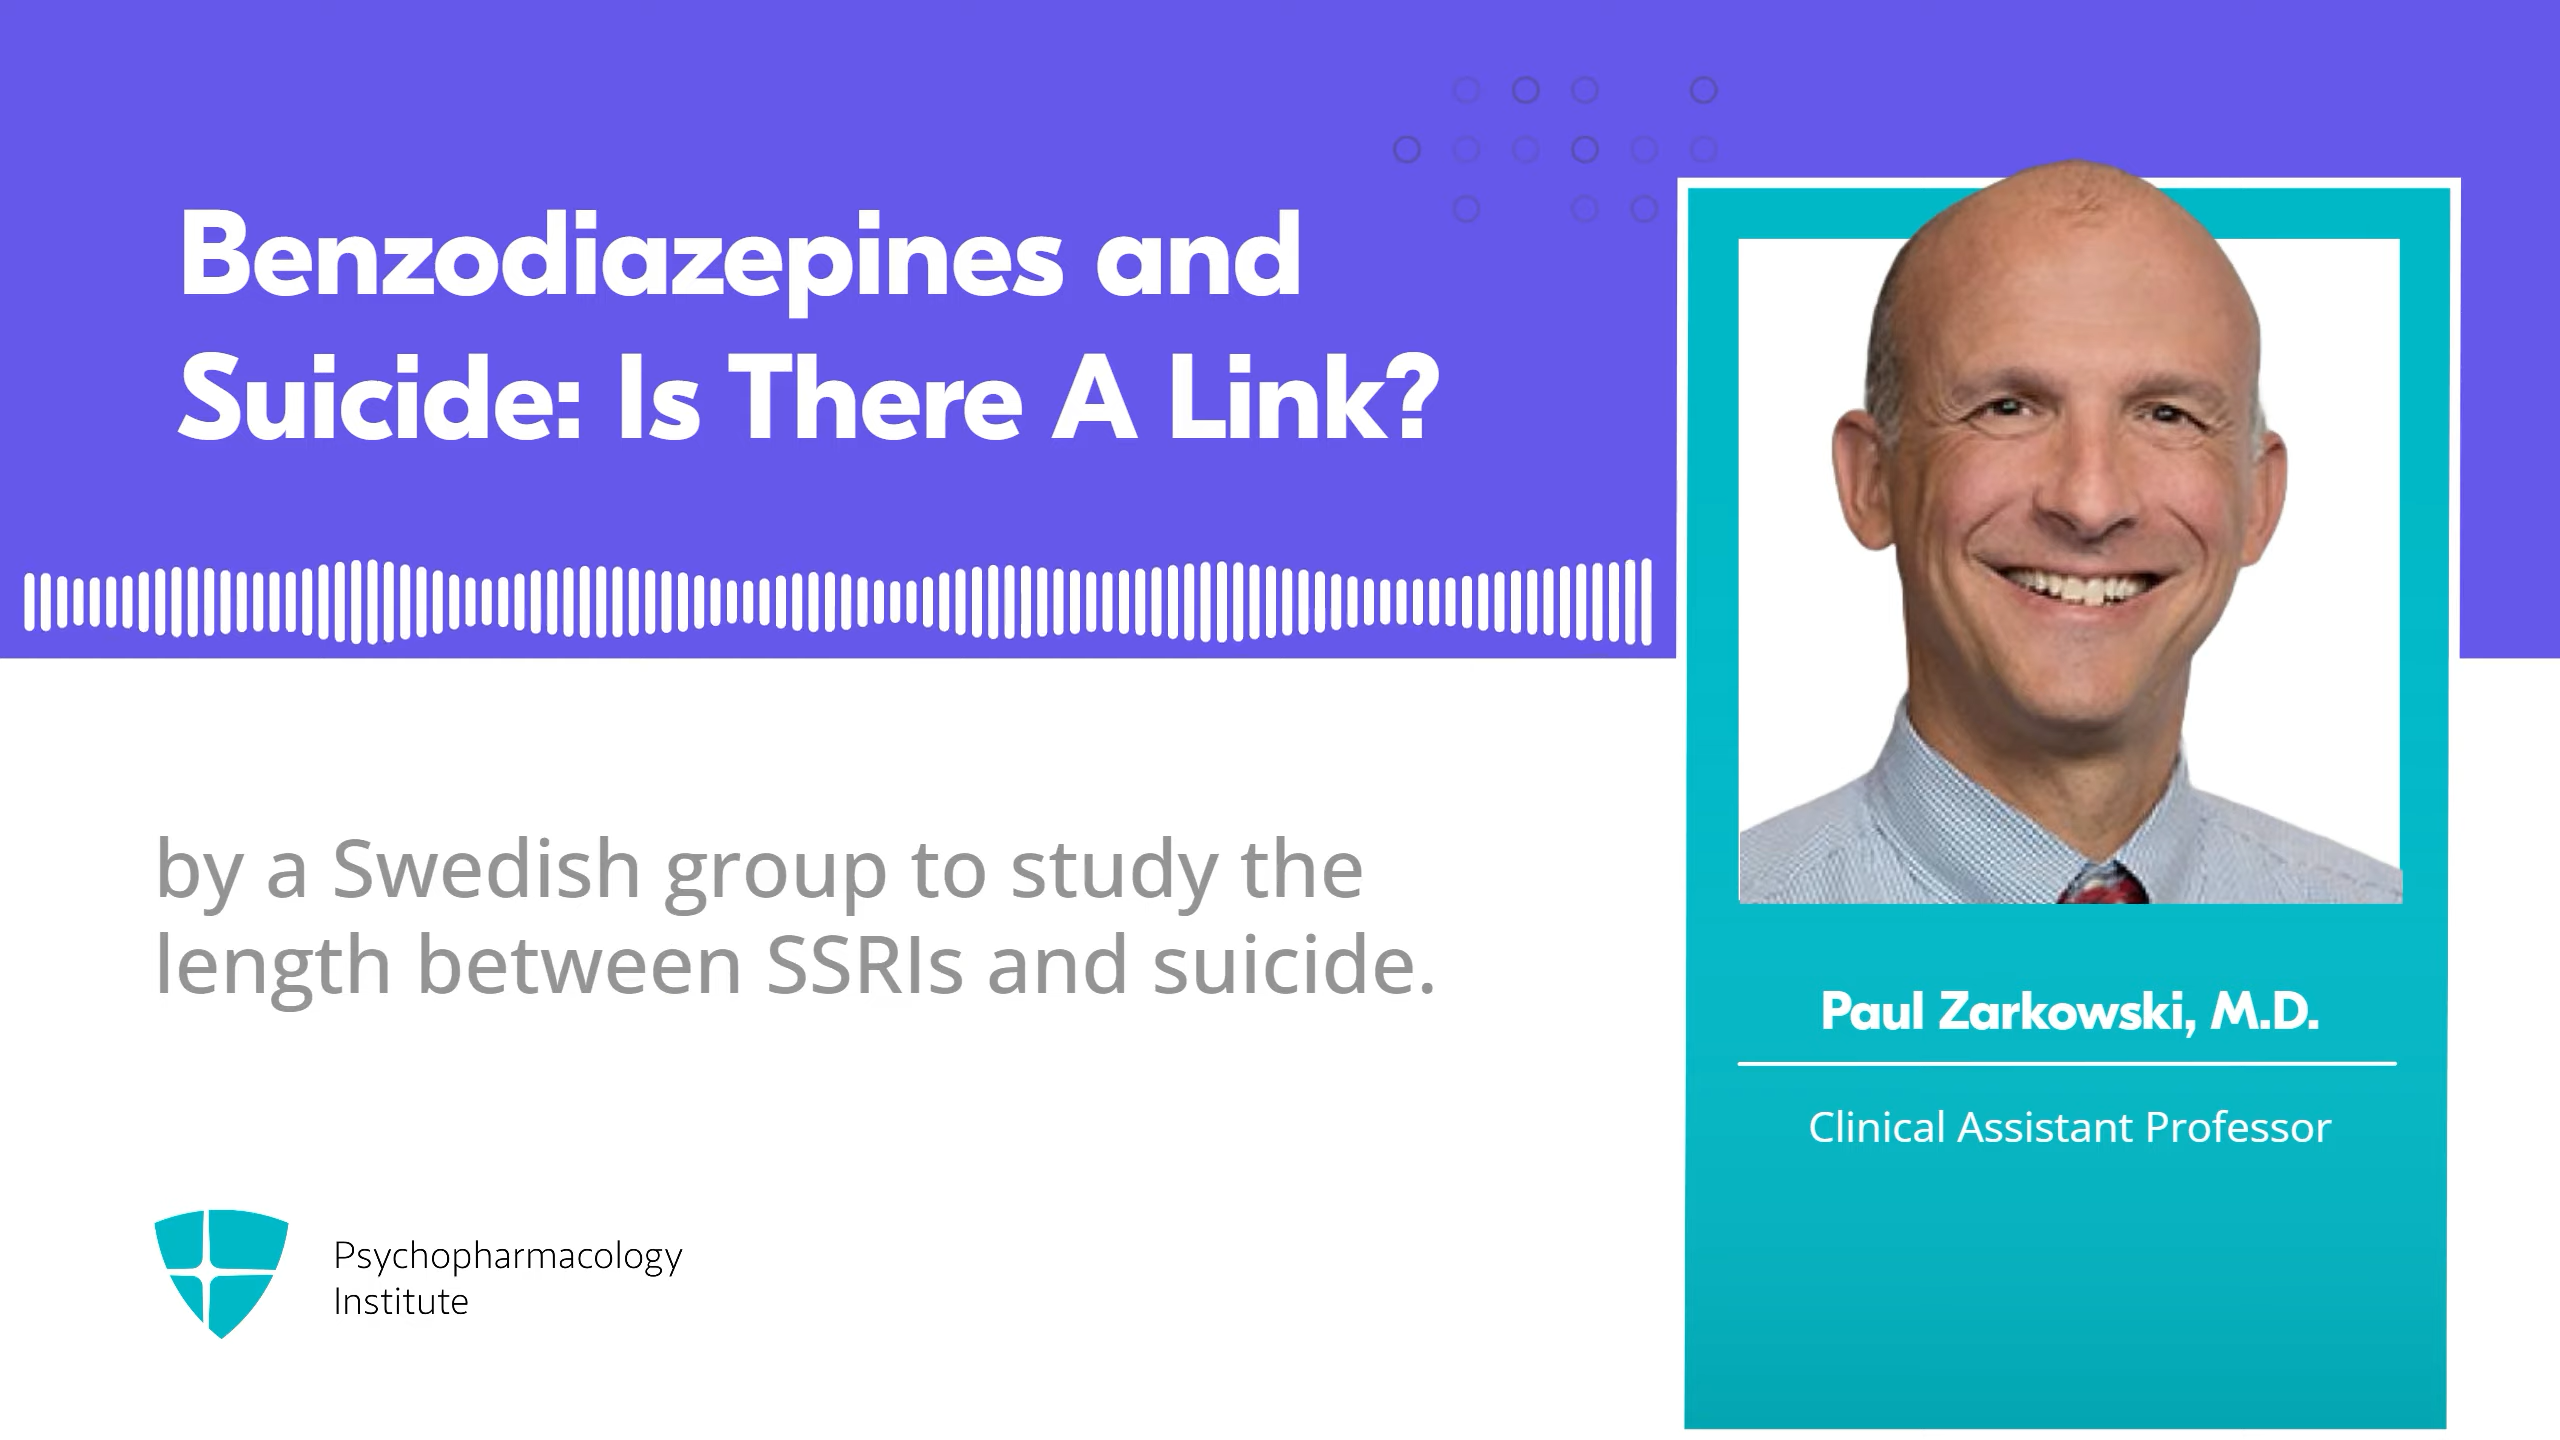 Benzodiazepines and
Suicide: Is There A Link?
by a Swedish group to study the
length between SSRIs and suicide.
Paul Zarkowski, M.D.
Clinical Assistant Professor
Psychopharmacology
Institute